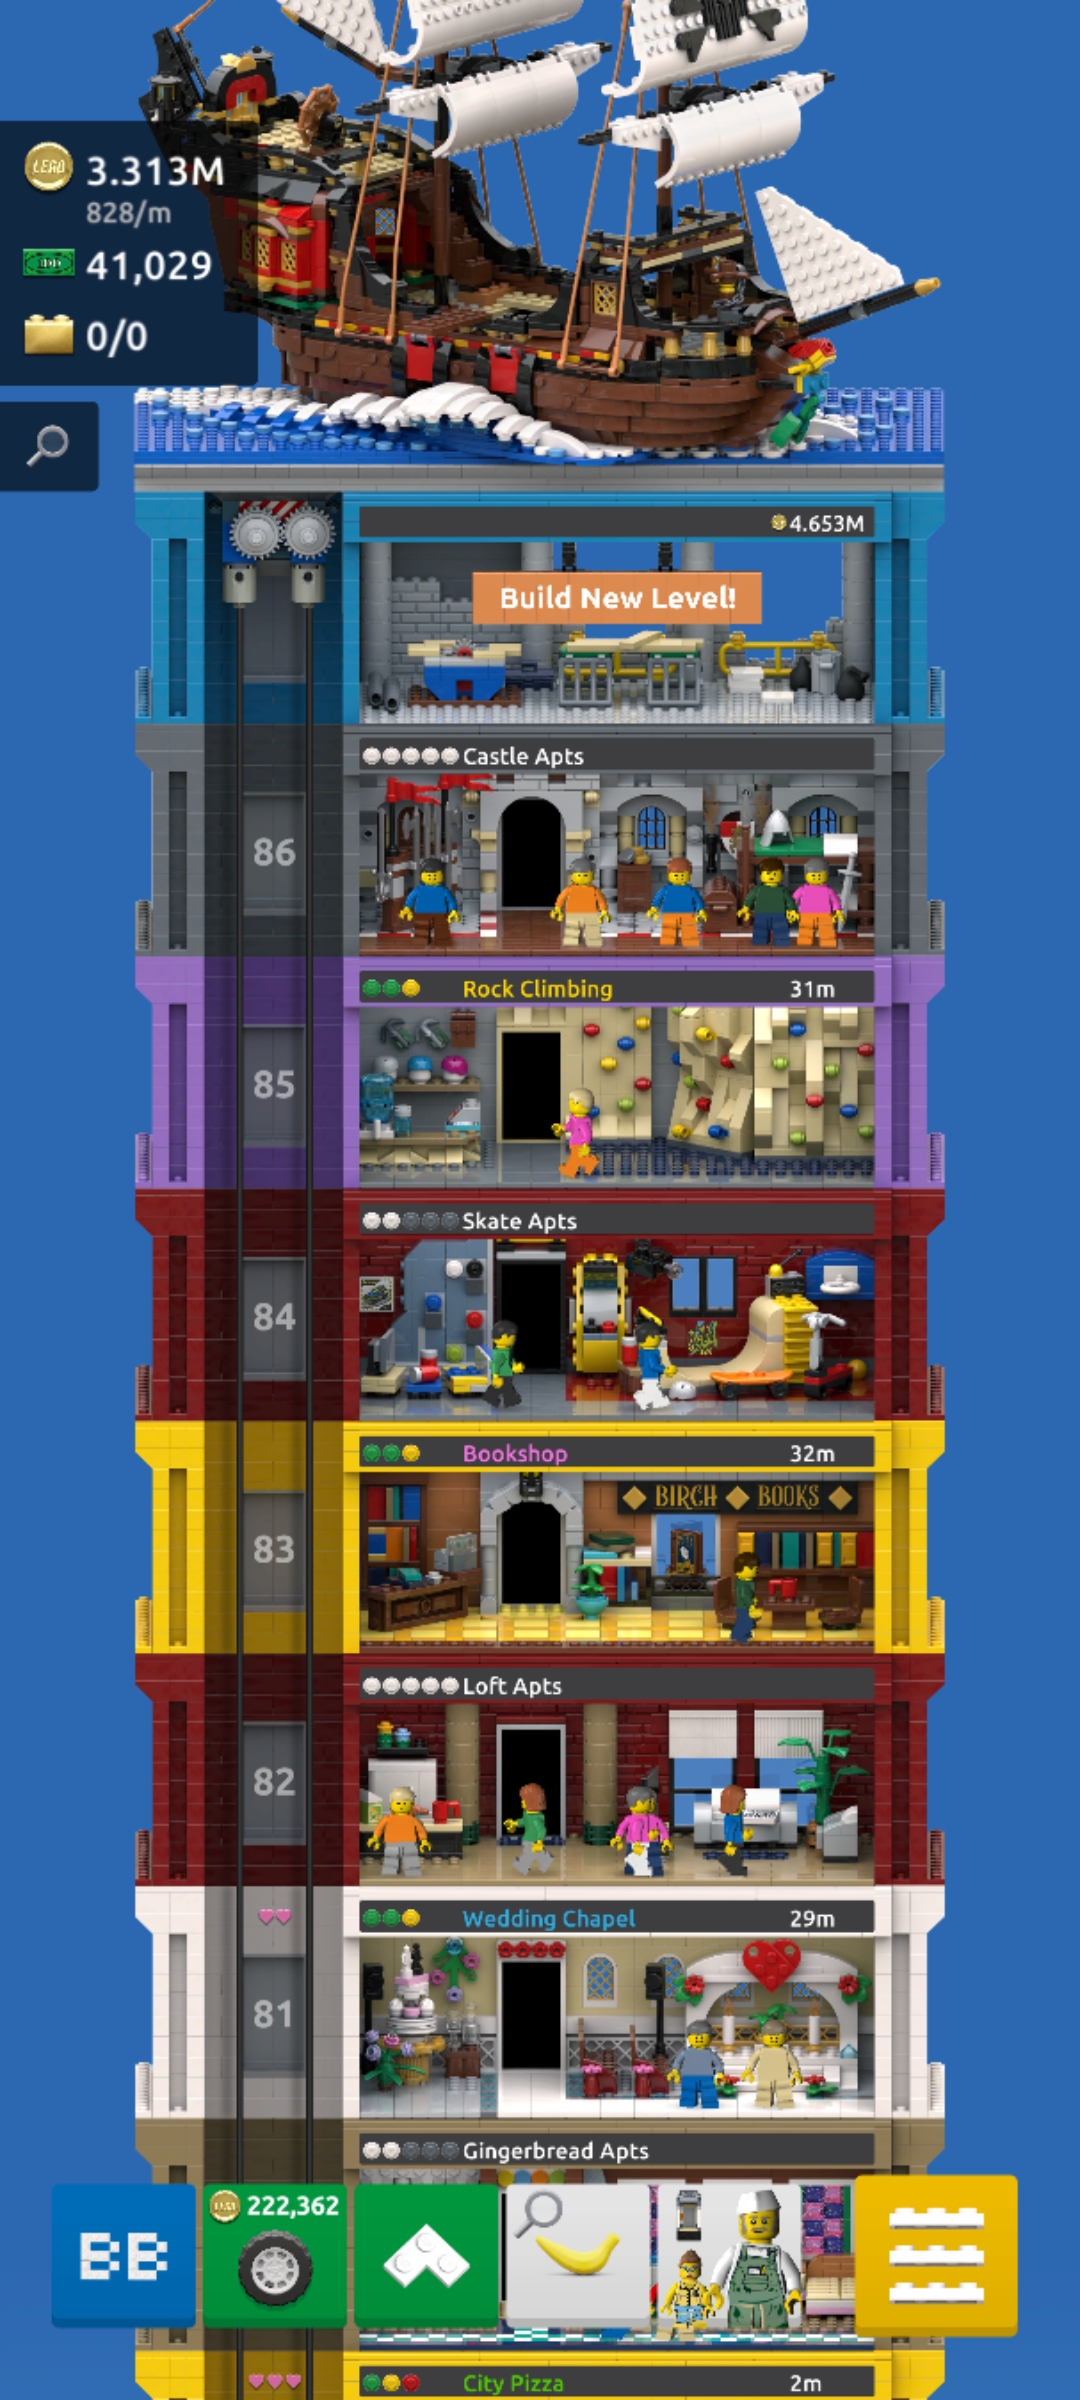 LEGO
3.313M
828/m
41,029
0/0
4.653M
Build New Level!
Castle Apts
86
Rock Climbing
31m
85
Skate Apts
84
Bookshop
32m
BIRCH BOOKS
83
Loft Apts
82
Wedding Chapel
29m
81
Gingerbread Apts
BB
222,362
City Pizza
2m